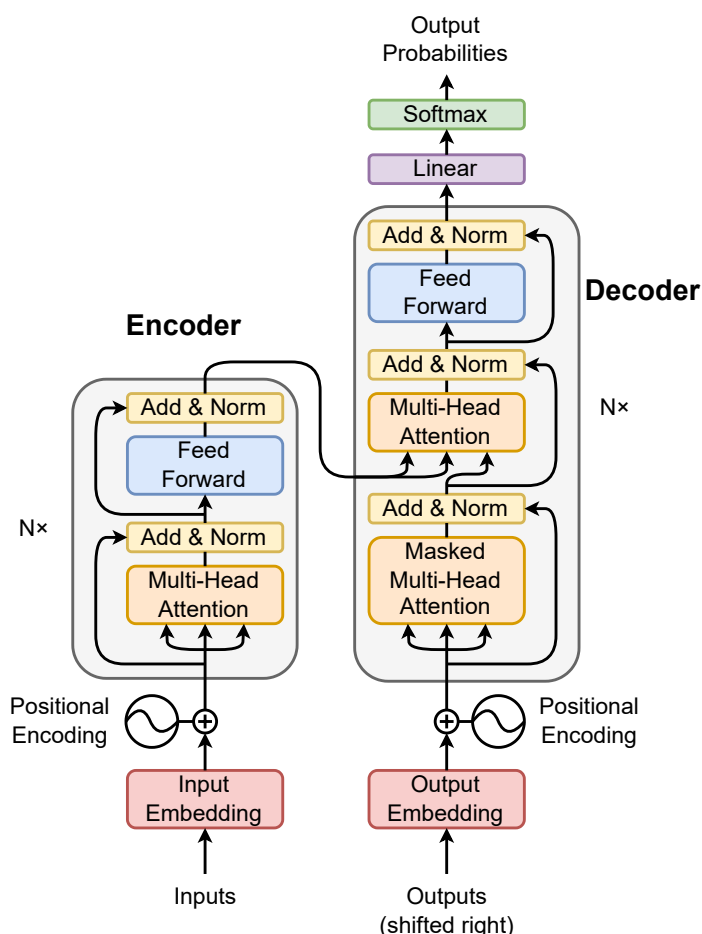 Output
Probabilities
Softmax
Linear
Add & Norm
Feed
Forward
Decoder
Add & Norm
Multi-Head
Attention
N×
Add & Norm
Masked
Multi-Head
Attention
Positional
Encoding
Output
Embedding
Outputs
(shifted right)
Encoder
Add & Norm
Feed
Forward
N×
Add & Norm
Multi-Head
Attention
Positional
Encoding
Input
Embedding
Inputs